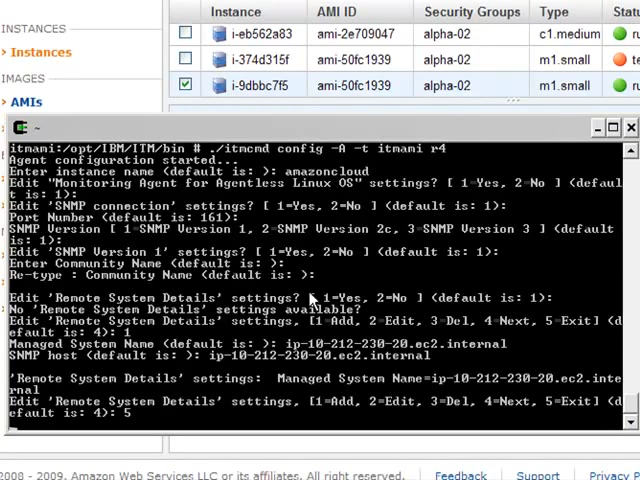 Instance AMI ID Security Groups Type Statu
Instances
i-eb562a83 ami-2e709047 alpha-02 c1.medium ru
i-374d315f ami-50fc1939 alpha-02 m1.small te
IMAGES
i-9dbbc7f5 ami-50fc1939 alpha-02 m1.small ru
AMIs
~
itmami:/opt/IBM/ITM/bin # ./itmcmd config -A -t itmami r4
Agent configuration started...
Enter instance name (default is: ): amazoncloud
Edit "Monitoring Agent for Agentless Linux OS" settings? [ 1=Yes, 2=No ] (defaul
t is: 1):
Edit 'SNMP connection' settings? [ 1=Yes, 2=No ] (default is: 1):
Port Number (default is: 161):
SNMP Version [ 1=SNMP Version 1, 2=SNMP Version 2c, 3=SNMP Version 3 ] (default
is: 1):
Edit 'SNMP Version 1' settings? [ 1=Yes, 2=No ] (default is: 1):
Enter Community Name (default is: ):
Re-type : Community Name (default is: ):
Edit 'Remote System Details' settings? [ 1=Yes, 2=No ] (default is: 1):
No 'Remote System Details' settings available?
Edit 'Remote System Details' settings, [1=Add, 2=Edit, 3=Del, 4=Next, 5=Exit] (d
efault is: 4): 1
Managed System Name (default is: ): ip-10-212-230-20.ec2.internal
SNMP host (default is: ): ip-10-212-230-20.ec2.internal
'Remote System Details' settings:  Managed System Name=ip-10-212-230-20.ec2.inte
rnal
Edit 'Remote System Details' settings, [1=Add, 2=Edit, 3=Del, 4=Next, 5=Exit] (d
efault is: 4): 5
2008 - 2009, Amazon Web Services LLC or its affiliates. All rights reserved. Feedback Support Privacy P